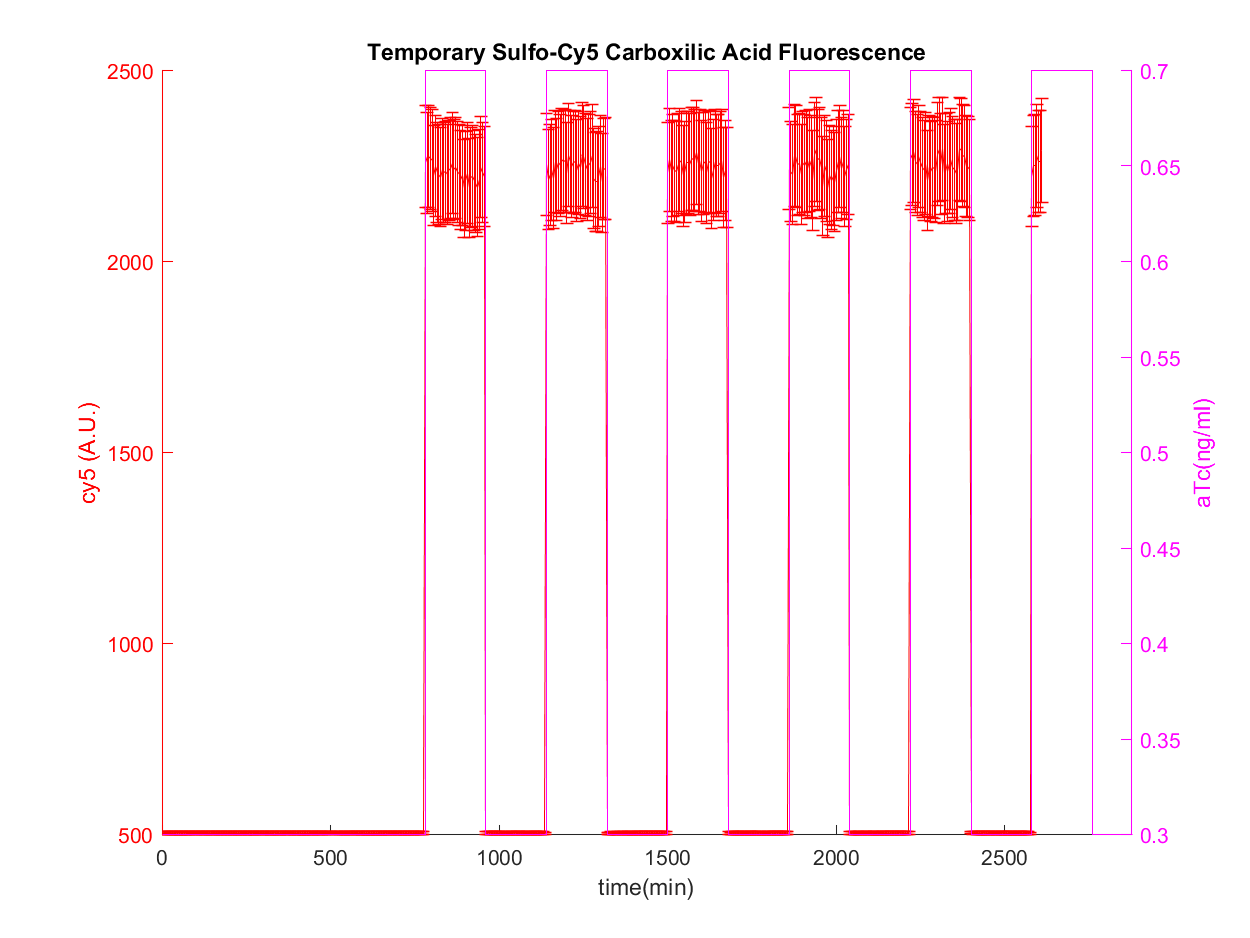 Temporary Sulfo-Cy5 Carboxilic Acid Fluorescence
2500
2000
1500
1000
500
cy5 (A.U.)
0.7
0.65
0.6
0.55
0.5
0.45
0.4
0.35
0.3
aTc(ng/ml)
0 500 1000 1500 2000 2500
time(min)